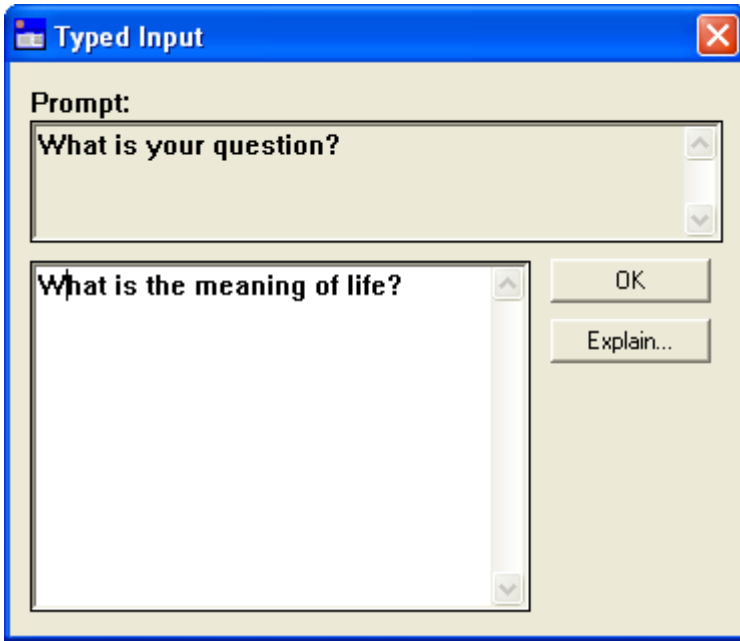 Typed Input
Prompt:
What is your question?
What is the meaning of life?
OK
Explain...